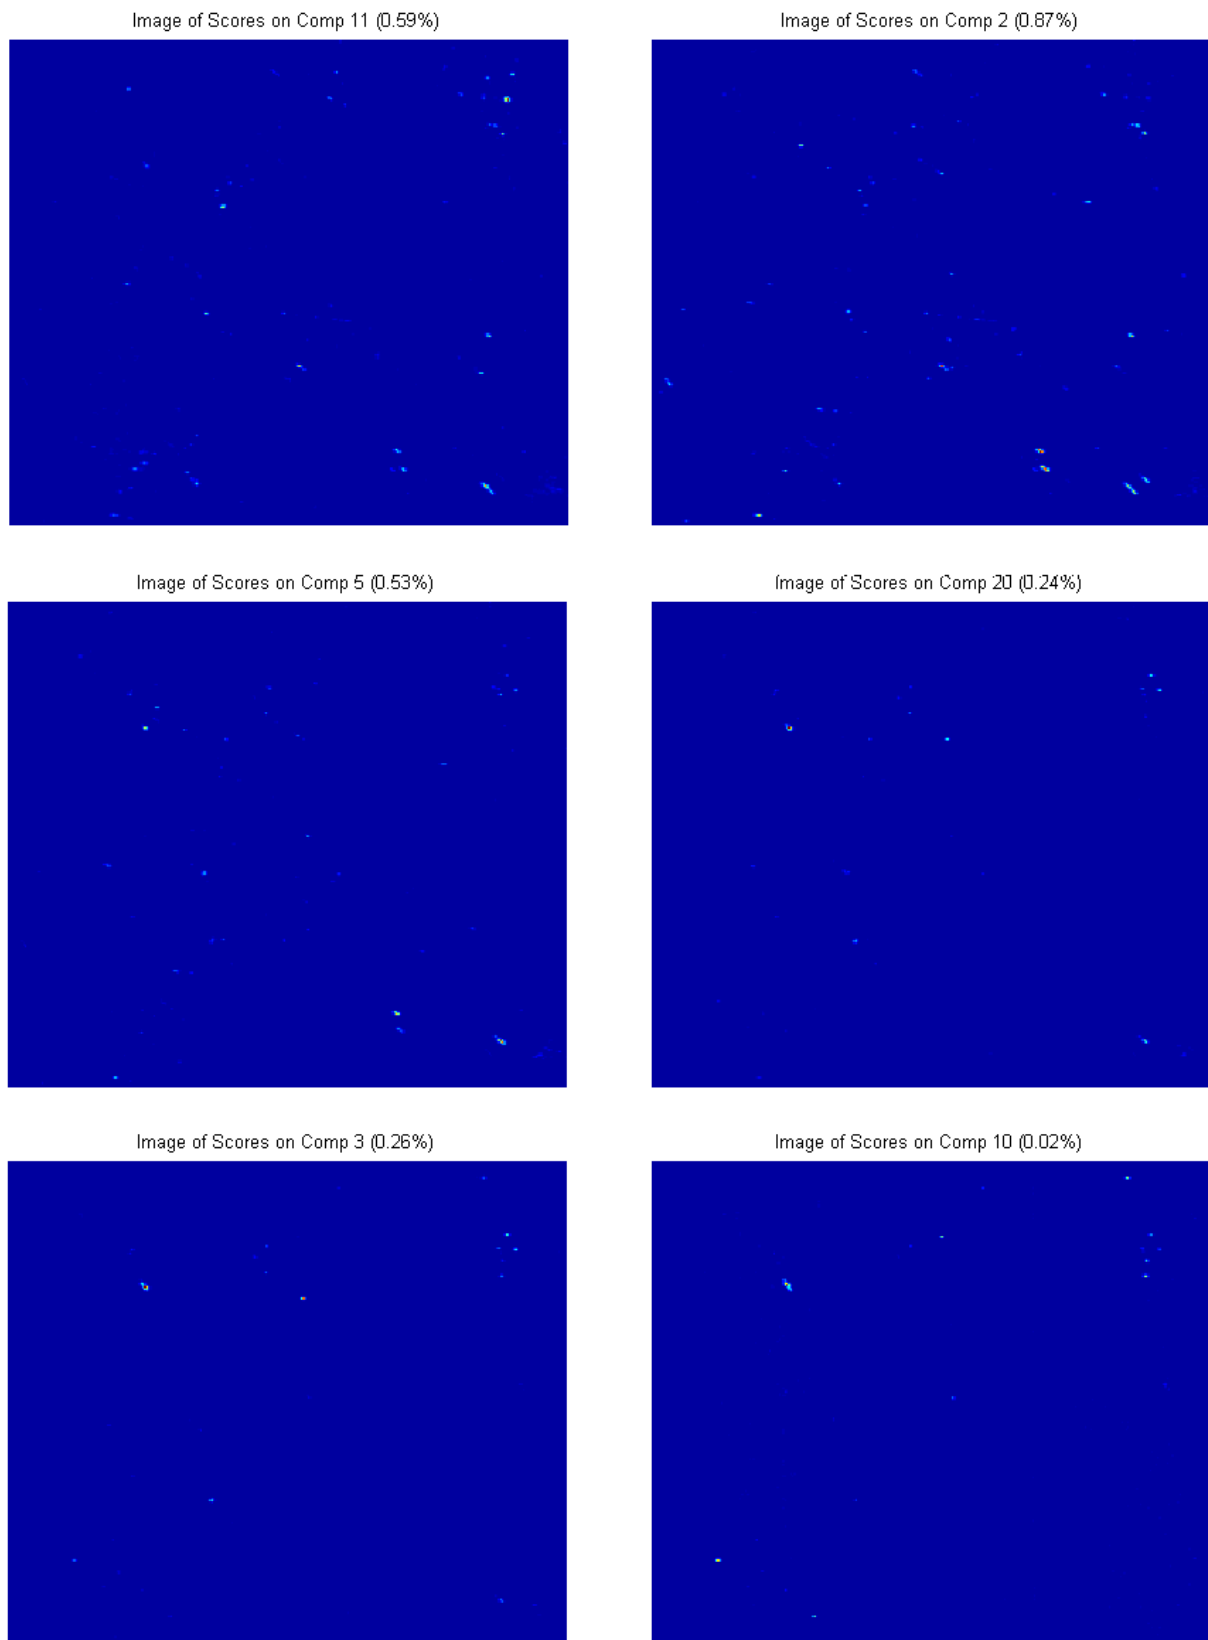 Image of Scores on Comp 11 (0.59%)
Image of Scores on Comp 2 (0.87%)
Image of Scores on Comp 5 (0.53%)
Image of Scores on Comp 20 (0.24%)
Image of Scores on Comp 3 (0.26%)
Image of Scores on Comp 10 (0.02%)